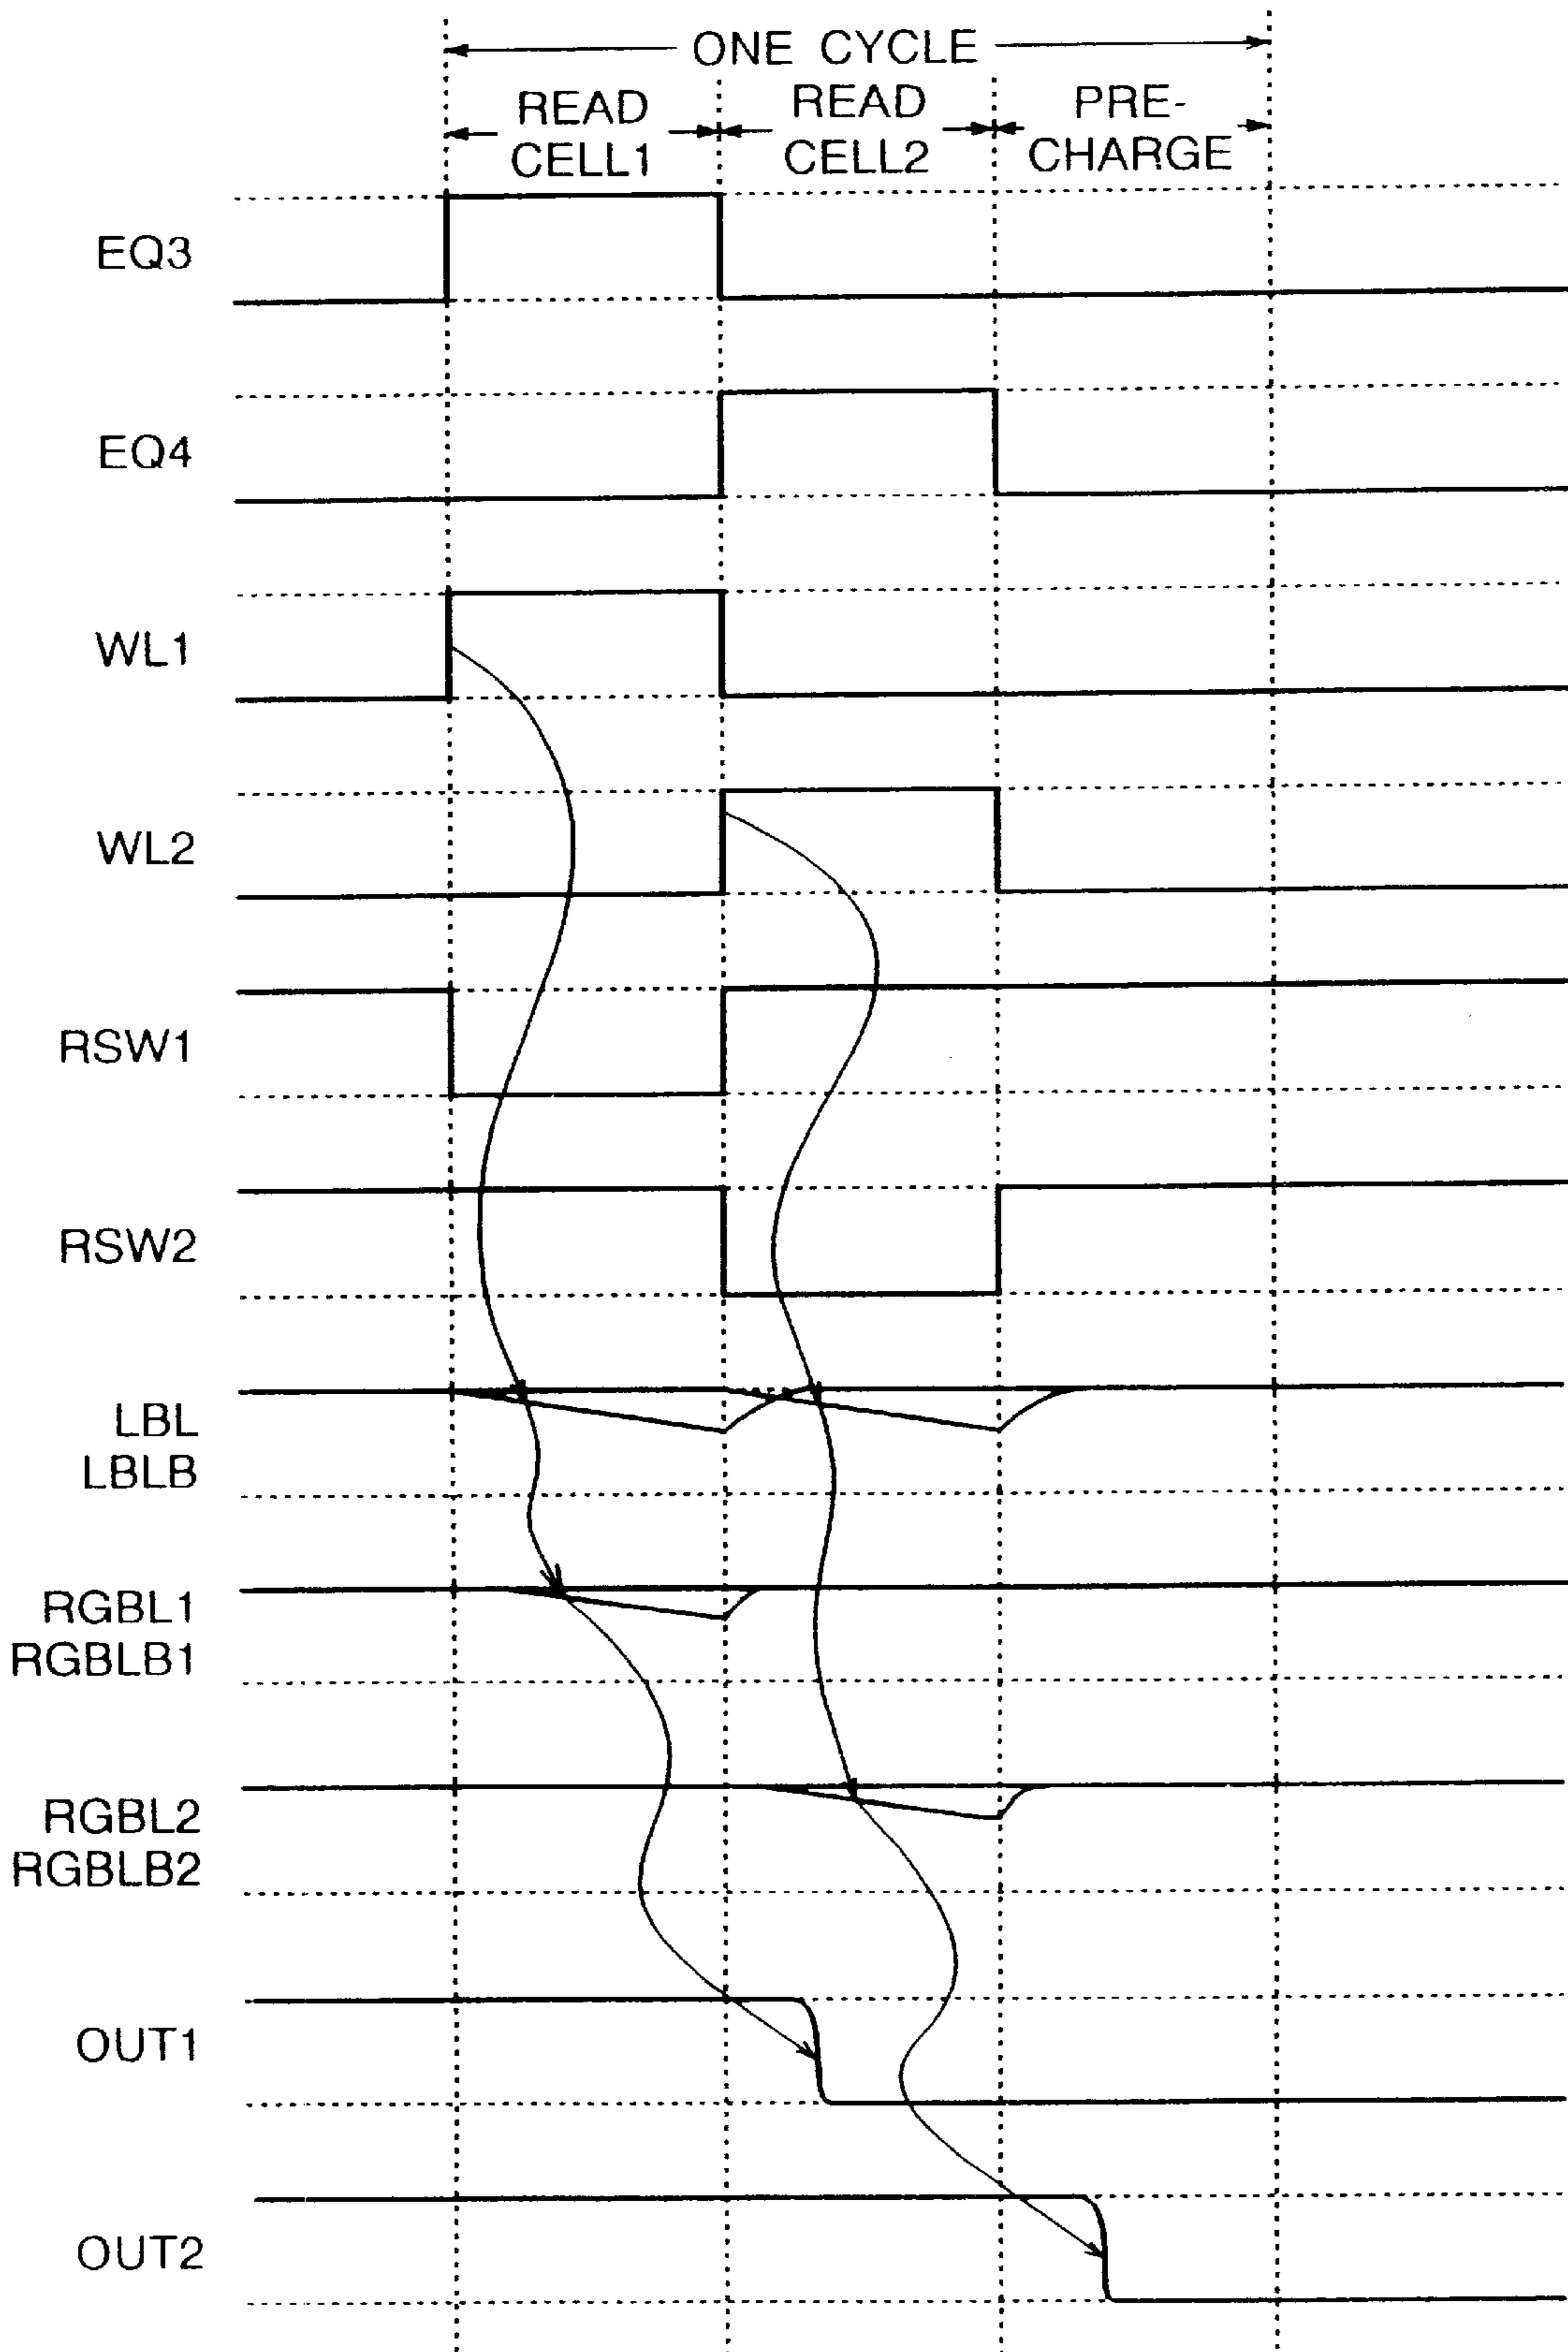 ONE CYCLE
READ
CELL1
READ
CELL2
PRE-
CHARGE
EQ3
EQ4
WL1
WL2
RSW1
RSW2
LBL
LBLB
RGBL1
RGBLB1
RGBL2
RGBLB2
OUT1
OUT2